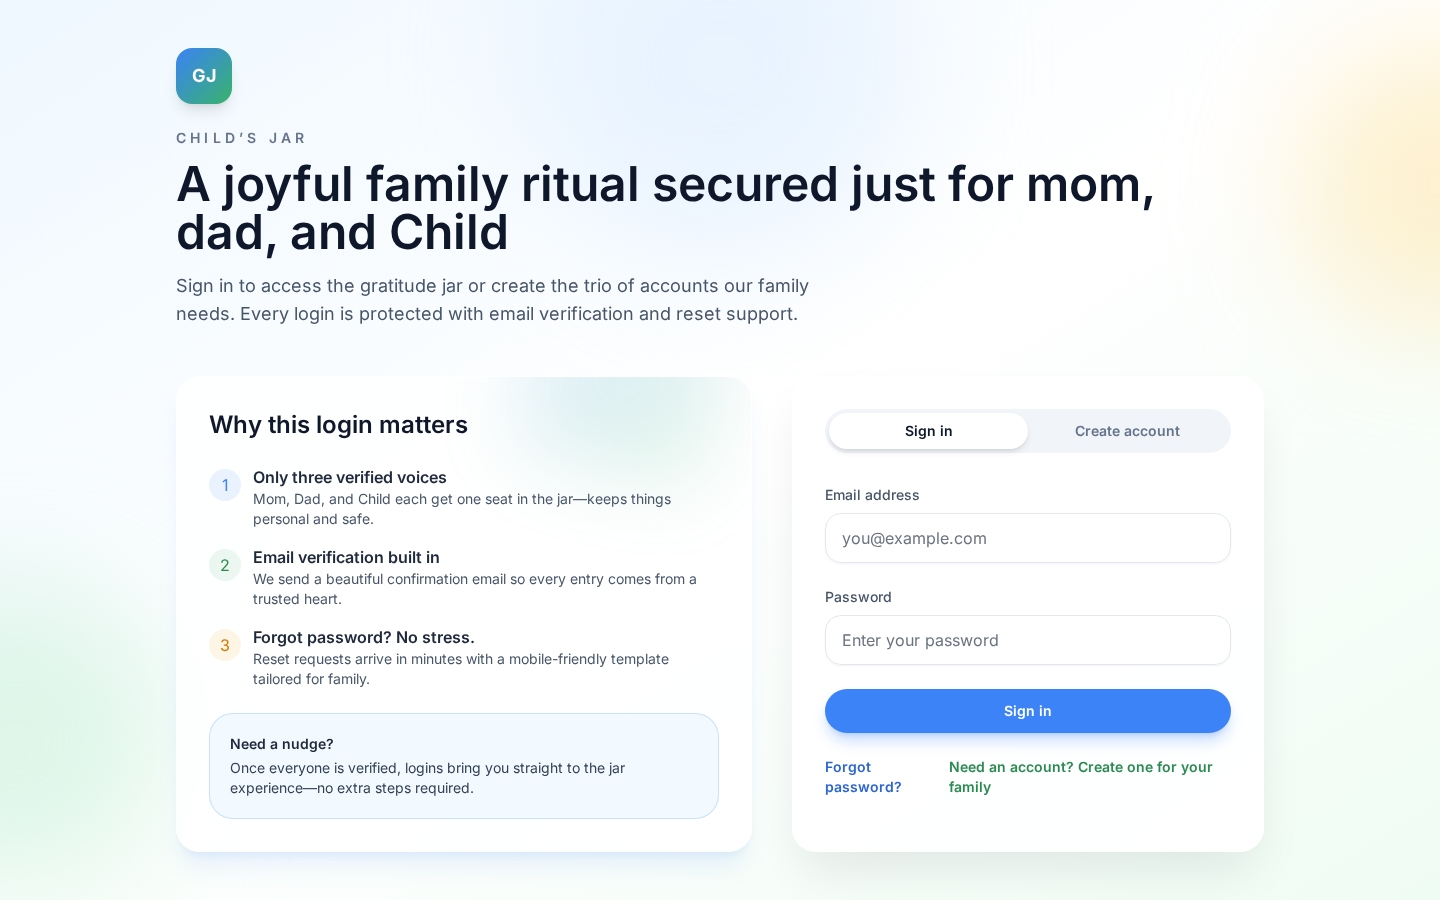 GJ
CHILD’S JAR
A joyful family ritual secured just for mom,
dad, and Child
Sign in to access the gratitude jar or create the trio of accounts our family
needs. Every login is protected with email verification and reset support.
Why this login matters
1
Only three verified voices
Mom, Dad, and Child each get one seat in the jar—keeps things
personal and safe.
2
Email verification built in
We send a beautiful confirmation email so every entry comes from a
trusted heart.
3
Forgot password? No stress.
Reset requests arrive in minutes with a mobile-friendly template
tailored for family.
Need a nudge?
Once everyone is verified, logins bring you straight to the jar
experience—no extra steps required.
Sign in
Create account
Email address
you@example.com
Password
Enter your password
Sign in
Forgot
password?
Need an account? Create one for your
family